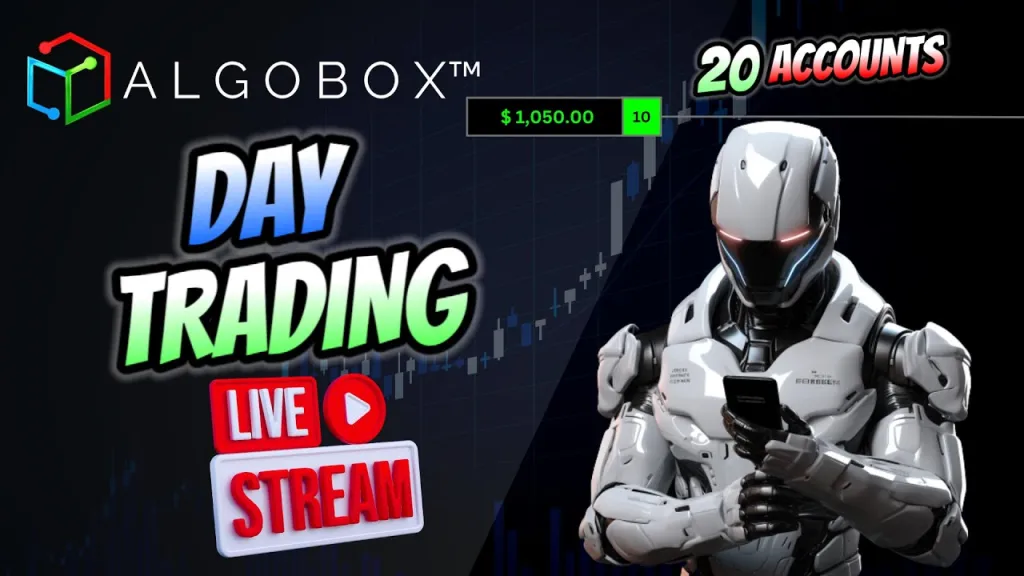 ALGOBOX™
20 ACCOUNTS
$ 1,050.00 10
DAY
TRADING
LIVE
STREAM